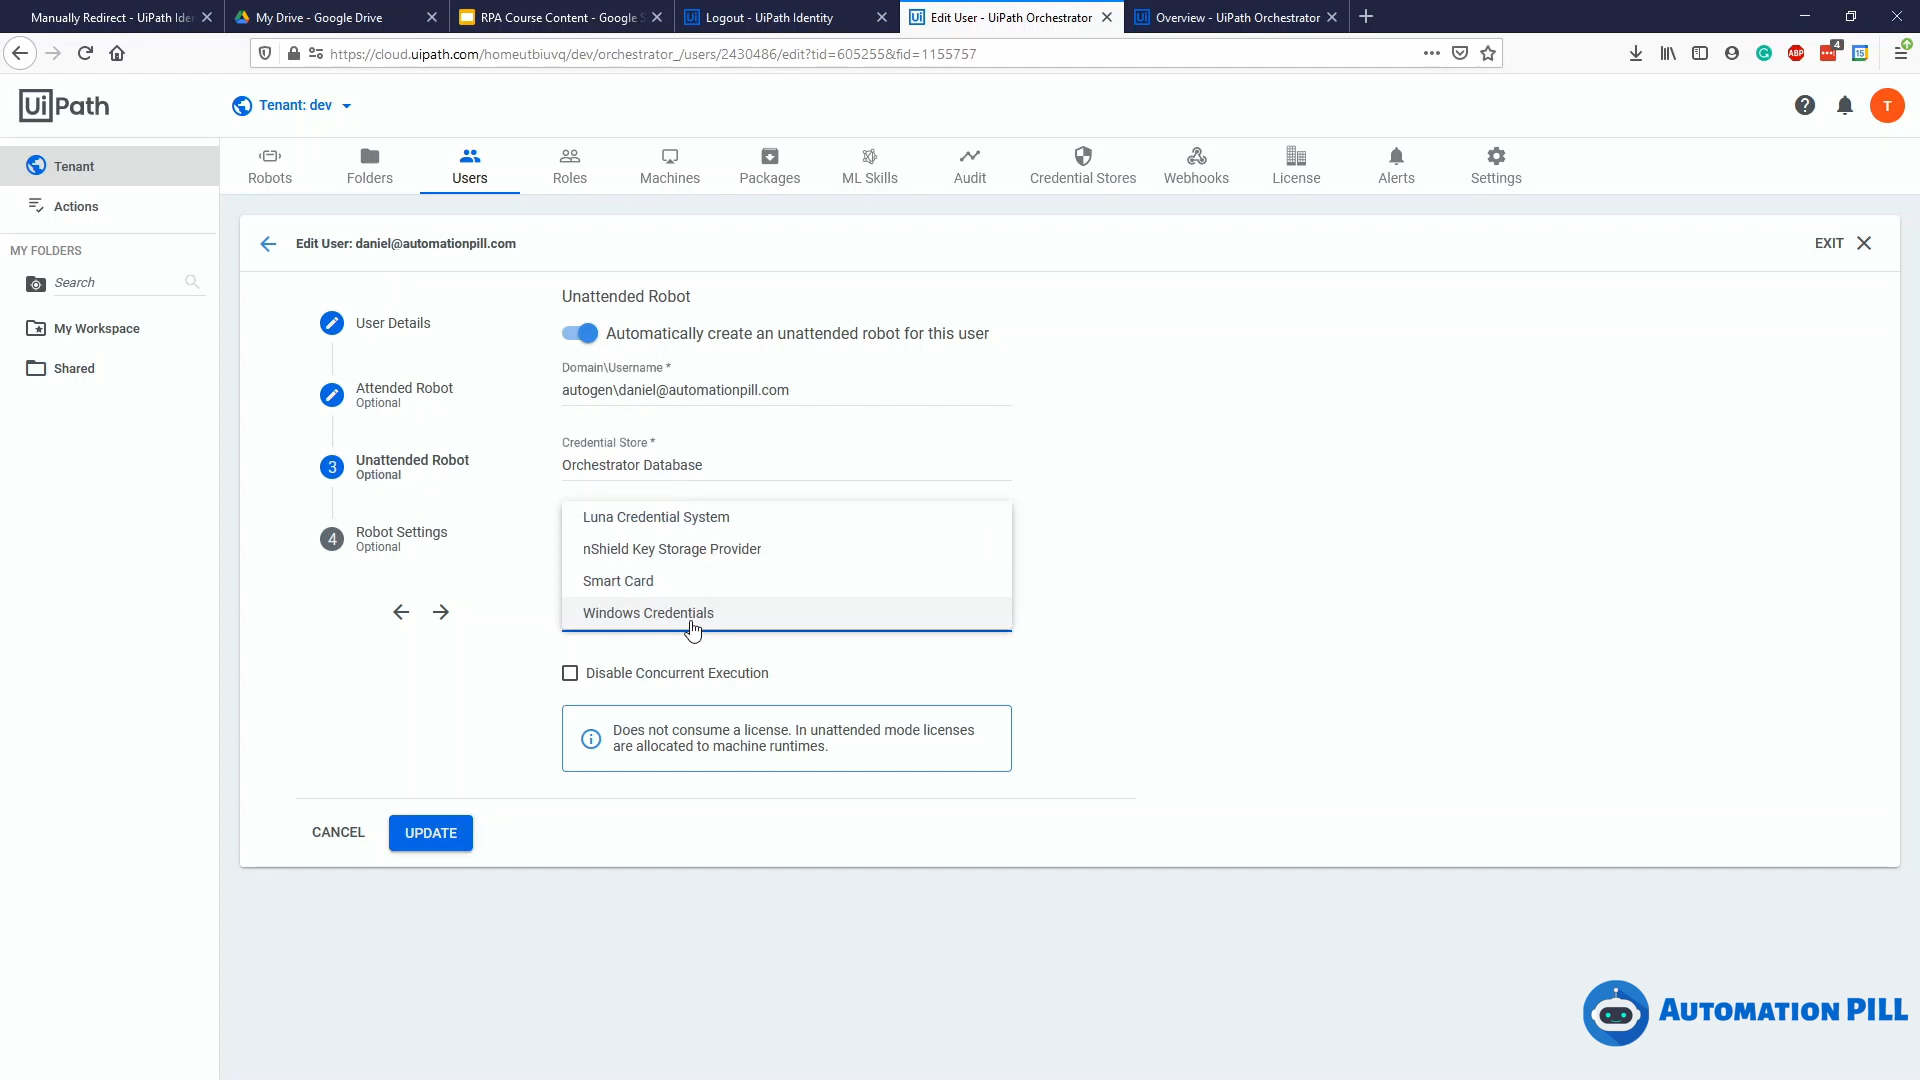 Manually Redirect - UiPath Ide
My Drive - Google Drive
RPA Course Content - Google S
Logout - UiPath Identity
Edit User - UiPath Orchestrator
Overview - UiPath Orchestrator
https://cloud.uipath.com/homeutbiuvq/dev/orchestrator_/users/2430486/edit?tid=605255&fid=1155757
ABP
4
15
UiPath
Tenant: dev
T
Tenant
Actions
MY FOLDERS
Search
My Workspace
Shared
Robots
Folders
Users
Roles
Machines
Packages
ML Skills
Audit
Credential Stores
Webhooks
License
Alerts
Settings
Edit User: daniel@automationpill.com
EXIT
User Details
Attended Robot
Optional
3
Unattended Robot
Optional
4
Robot Settings
Optional
Unattended Robot
Automatically create an unattended robot for this user
Domain\Username *
autogen\daniel@automationpill.com
Credential Store *
Orchestrator Database
Luna Credential System
nShield Key Storage Provider
Smart Card
Windows Credentials
Disable Concurrent Execution
Does not consume a license. In unattended mode licenses
are allocated to machine runtimes.
CANCEL
UPDATE
AUTOMATION PILL